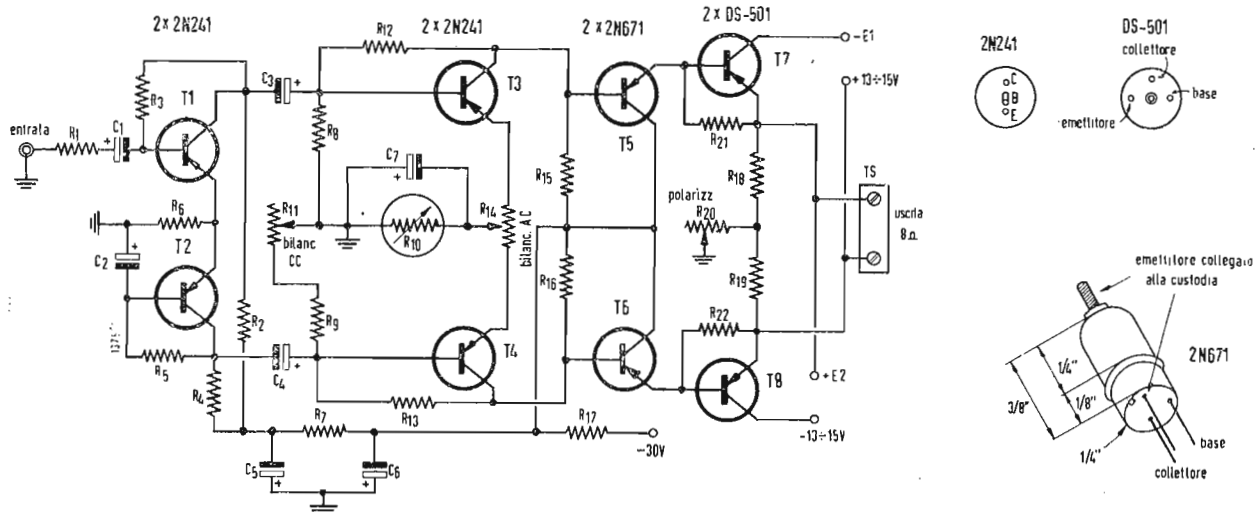 2 x 2N241
2 x 2N241
2 x 2N671
2 x DS-501
2N241
DS-501
collettore
base
emettitore
C
B
E
entrata
R1
C1
R3
T1
C3
R12
T3
T5
T7
-E1
+13÷15V
R8
C7
R15
R21
R18
TS
R6
R11
bilanc
CC
R10
R14
bilanc. AC
polarizz
R20
uscita
8Ω
C2
T2
R2
R9
R16
R19
T6
R22
R5
R4
C4
T4
R13
T8
+E2
R7
R17
-30V
-13÷15V
C5
C6
emettitore collegato
alla custodia
2N671
1/4"
1/8"
3/8"
1/4"
base
collettore